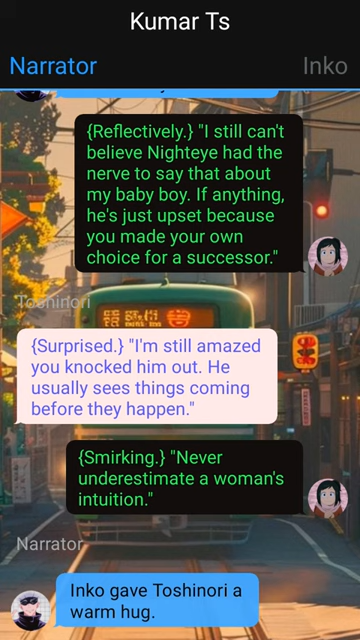 Kumar Ts
Narrator
Inko
{Reflectively.} "I still can't
believe Nighteye had the
nerve to say that about
my baby boy. If anything,
he's just upset because
you made your own
choice for a successor."
Toshinori
{Surprised.} "I'm still amazed
you knocked him out. He
usually sees things coming
before they happen."
{Smirking.} "Never
underestimate a woman's
intuition."
Narrator
Inko gave Toshinori a
warm hug.